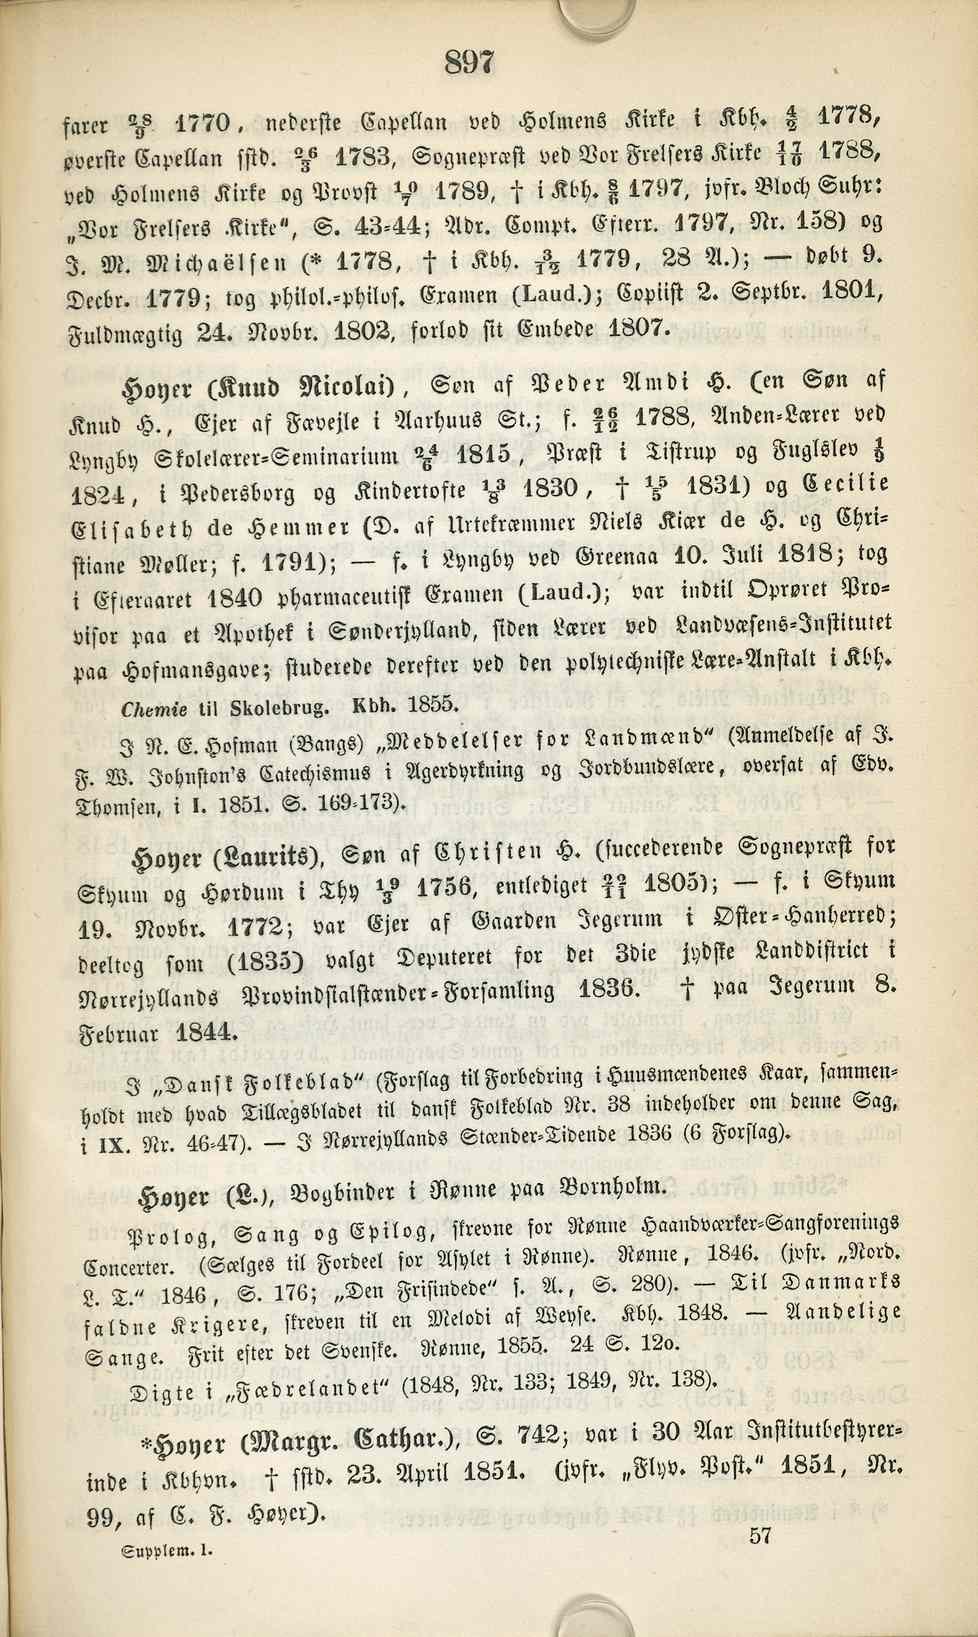 897
farer 28/9 1770, nederste Capellan ved Holmens Kirke i Kbh. 4/2 1778,
øverste Capellan sstd. 26/3 1783, Sognepræst ved Vor Frelsers Kirke 17/10 1788,
ved Holmens Kirke og Provst 10/7 1789, † i Kbh. 8/6 1797, jvfr. Bloch Suhr:
„Vor Frelsers Kirke“, S. 43-44; Adr. Compt. Efterr. 1797, Nr. 158) og
J. M. Michaëlsen (* 1778, † i Kbh. 3/12 1779, 28 A.); — døbt 9.
Decbr. 1779; tog philol.-philos. Examen (Laud.); Copiist 2. Septbr. 1801,
Fuldmægtig 24. Novbr. 1802, forlod sit Embede 1807.
Høyer (Knud Nicolai), Søn af Peder Amdi H. (en Søn af
Knud H., Ejer af Fævejle i Aarhuus St.; f. 26/12 1788, Anden-Lærer ved
Lyngby Skolelærer-Seminarium 24/6 1815, Præst i Tistrup og Fuglslev
1824, i Pedersborg og Kindertofte 13/8 1830, † 15/5 1831) og Cecilie
Elisabeth de Hemmer (D. af Urtekræmmer Niels Kiær de H. og Chri-
stiane Møller; f. 1791); — f. i Lyngby ved Greenaa 10. Juli 1818; tog
i Efteraaret 1840 pharmaceutisk Examen (Laud.); var indtil Oprøret Pro-
visor paa et Apothek i Sønderjylland, siden Lærer ved Landvæsens-Institutet
paa Hofmansgave; studerede derefter ved den polytechniske Lære-Anstalt i Kbh.
Chemie til Skolebrug. Kbh. 1855.
I N. E. Hofman (Bangs) „Meddelelser for Landmænd“ (Anmeldelse af J.
F. W. Johnston's Catechismus i Agerdyrkning og Jordbundslære, oversat af Edv.
Thomsen, i I. 1851. S. 169-173).
Høyer (Laurits), Søn af Christen H. (succederende Sognepræst for
Skyum og Hørdum i Thy 19/3 1756, entlediget 22/11 1805); — f. i Skyum
19. Novbr. 1772; var Ejer af Gaarden Jegerum i Øster-Hanherred;
deeltog som (1835) valgt Deputeret for det 3die jydske Landdistrict i
Nørrejyllands Provindstalstænder-Forsamling 1836. † paa Jegerum 8.
Februar 1844.
I „Dansk Folkeblad“ (Forslag til Forbedring i Huusmændenes Kaar, sammen-
holdt med hvad Tillægsbladet til dansk Folkeblad Nr. 38 indeholder om denne Sag,
i IX. Nr. 46-47). — I Nørrejyllands Stænder-Tidende 1836 (6 Forslag).
Høyer (L.), Bogbinder i Rønne paa Bornholm.
Prolog, Sang og Epilog, skrevne for Rønne Haandværker-Sangforenings
Concerter. (Sælges til Fordeel for Asylet i Rønne). Rønne, 1846. (jvfr. „Nord.
L. T.“ 1846, S. 176; „Den Frisindede“ s. A., S. 280). — Til Danmarks
faldne Krigere, skreven til en Melodi af Weyse. Kbh. 1848. — Aandelige
Sange. Frit efter det Svenske. Rønne, 1855. 24 S. 12o.
Digte i „Fædrelandet“ (1848, Nr. 133; 1849, Nr. 138).
*Høyer (Margr. Cathar.), S. 742; var i 30 Aar Institutbestyrer-
inde i Kbhvn. † sstd. 23. April 1851. (jvfr. „Flyv. Post.“ 1851, Nr.
99, af C. F. Høyer).
Supplem. 1.
57